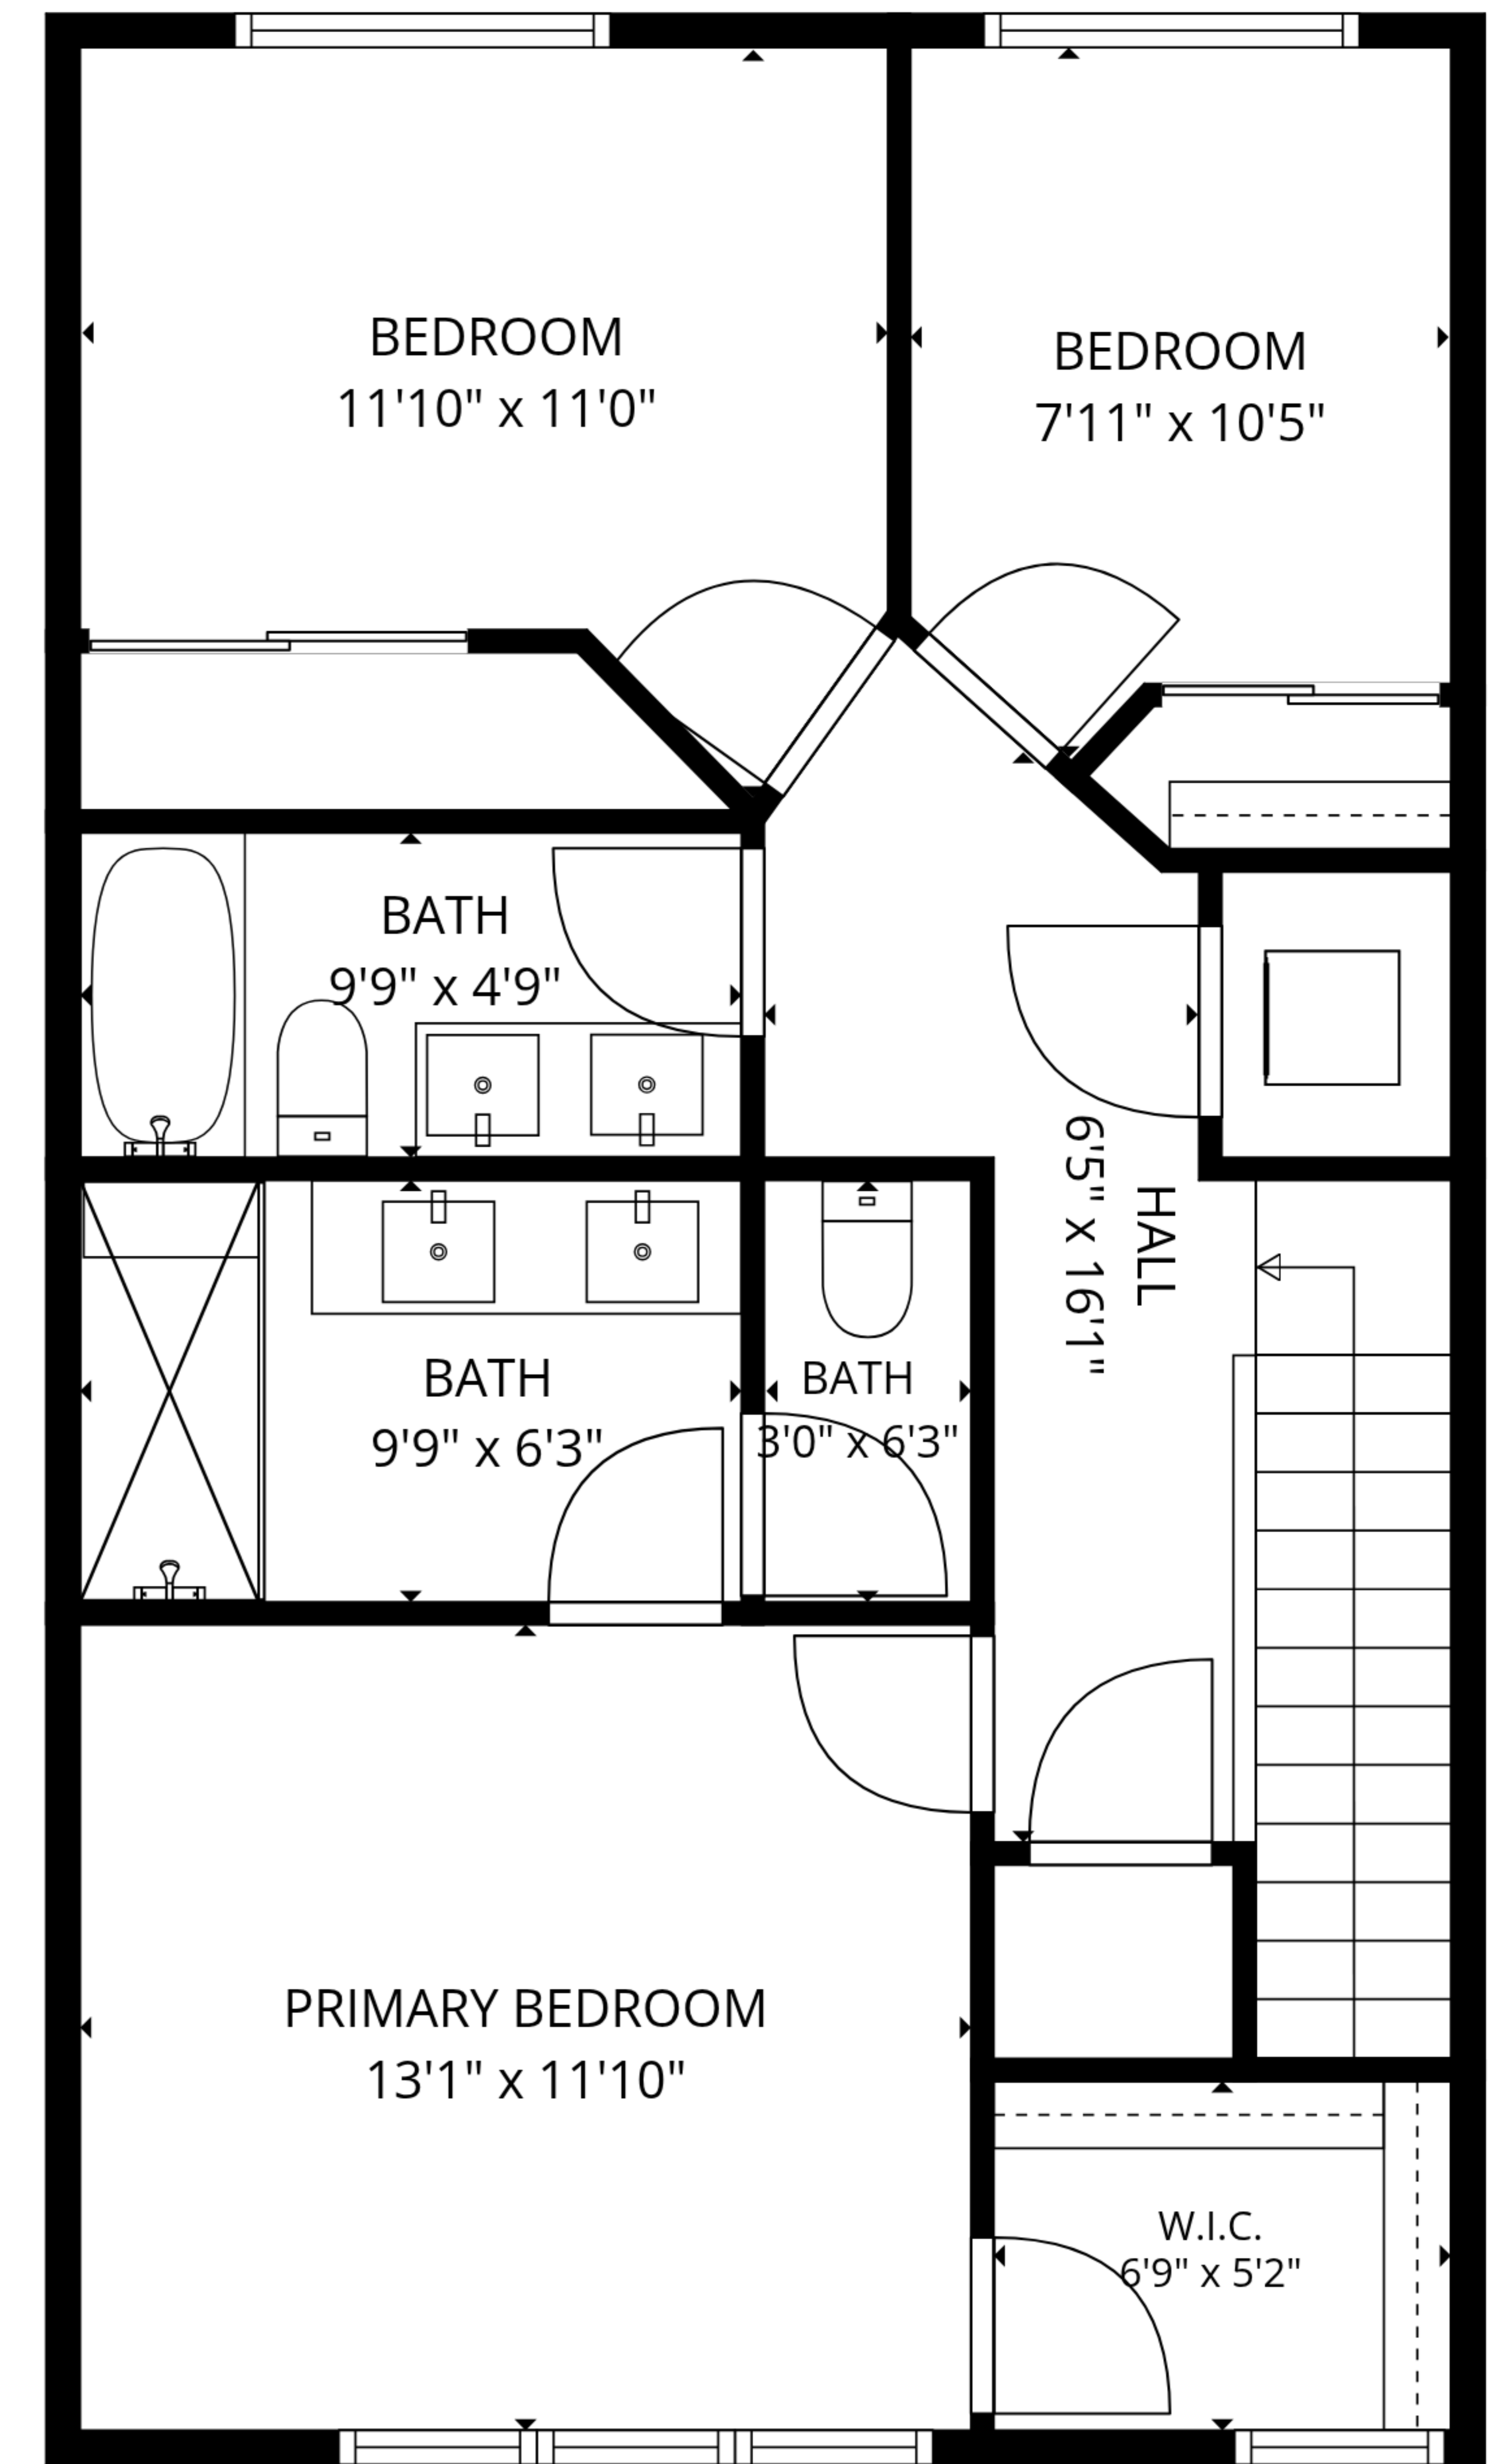 BEDROOM
11'10" x 11'0"
BEDROOM
7'11" x 10'5"
BATH
9'9" x 4'9"
HALL
6'5" x 16'1"
BATH
9'9" x 6'3"
BATH
3'0" x 6'3"
PRIMARY BEDROOM
13'1" x 11'10"
W.I.C.
6'9" x 5'2"